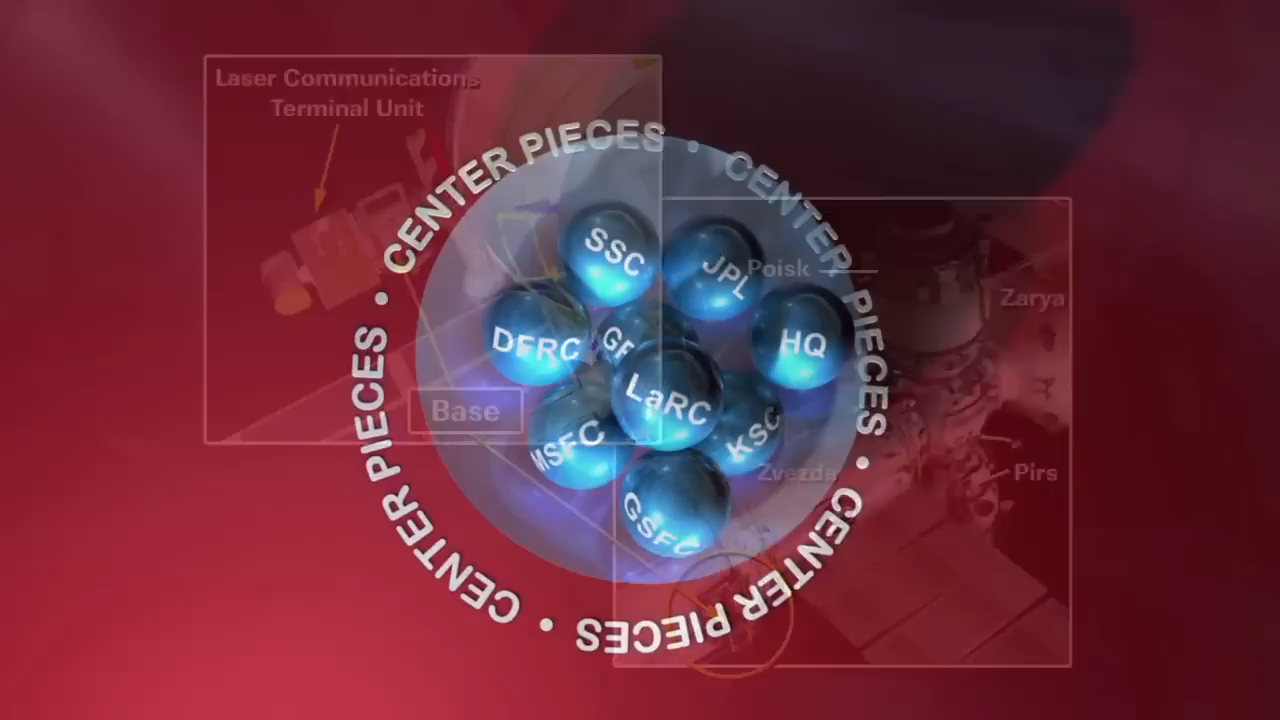 Laser Communications
Terminal Unit
CENTER PIECES • CENTER PIECES • CENTER PIECES • CENTER PIECES •
SSC
JPL
Poisk
Zarya
DFRC
HQ
LaRC
Base
MSFC
KSC
Zvezda
Pirs
GSFC